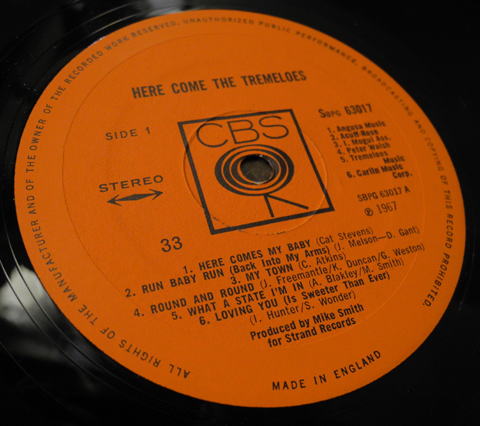 ALL RIGHTS OF THE MANUFACTURER AND OF THE OWNER OF THE RECORDED WORK RESERVED. UNAUTHORIZED PUBLIC PERFORMANCE, BROADCASTING AND COPYING OF THIS RECORD PROHIBITED.
HERE COME THE TREMELOES
SIDE 1
CBS
SBPG 63017
1. Angusa Music
2. Acuff-Rose
3. I. Mogul Ass.
4. Peter Walsh
5. Tremeloes
Music
6. Carlin Music
Corp.
STEREO
SBPG 63017 A
℗ 1967
33
1. HERE COMES MY BABY (Cat Stevens)
2. RUN BABY RUN (Back Into My Arms) (J. Melson—D. Gant)
3. MY TOWN (C. Atkins)
4. ROUND AND ROUND (J. Freemantle/K. Duncan/G. Weston)
5. WHAT A STATE I'M IN (A. Blakley/M. Smith)
6. LOVING YOU (Is Sweeter Than Ever)
(I. Hunter/S. Wonder)
Produced by Mike Smith
for Strand Records
MADE IN ENGLAND